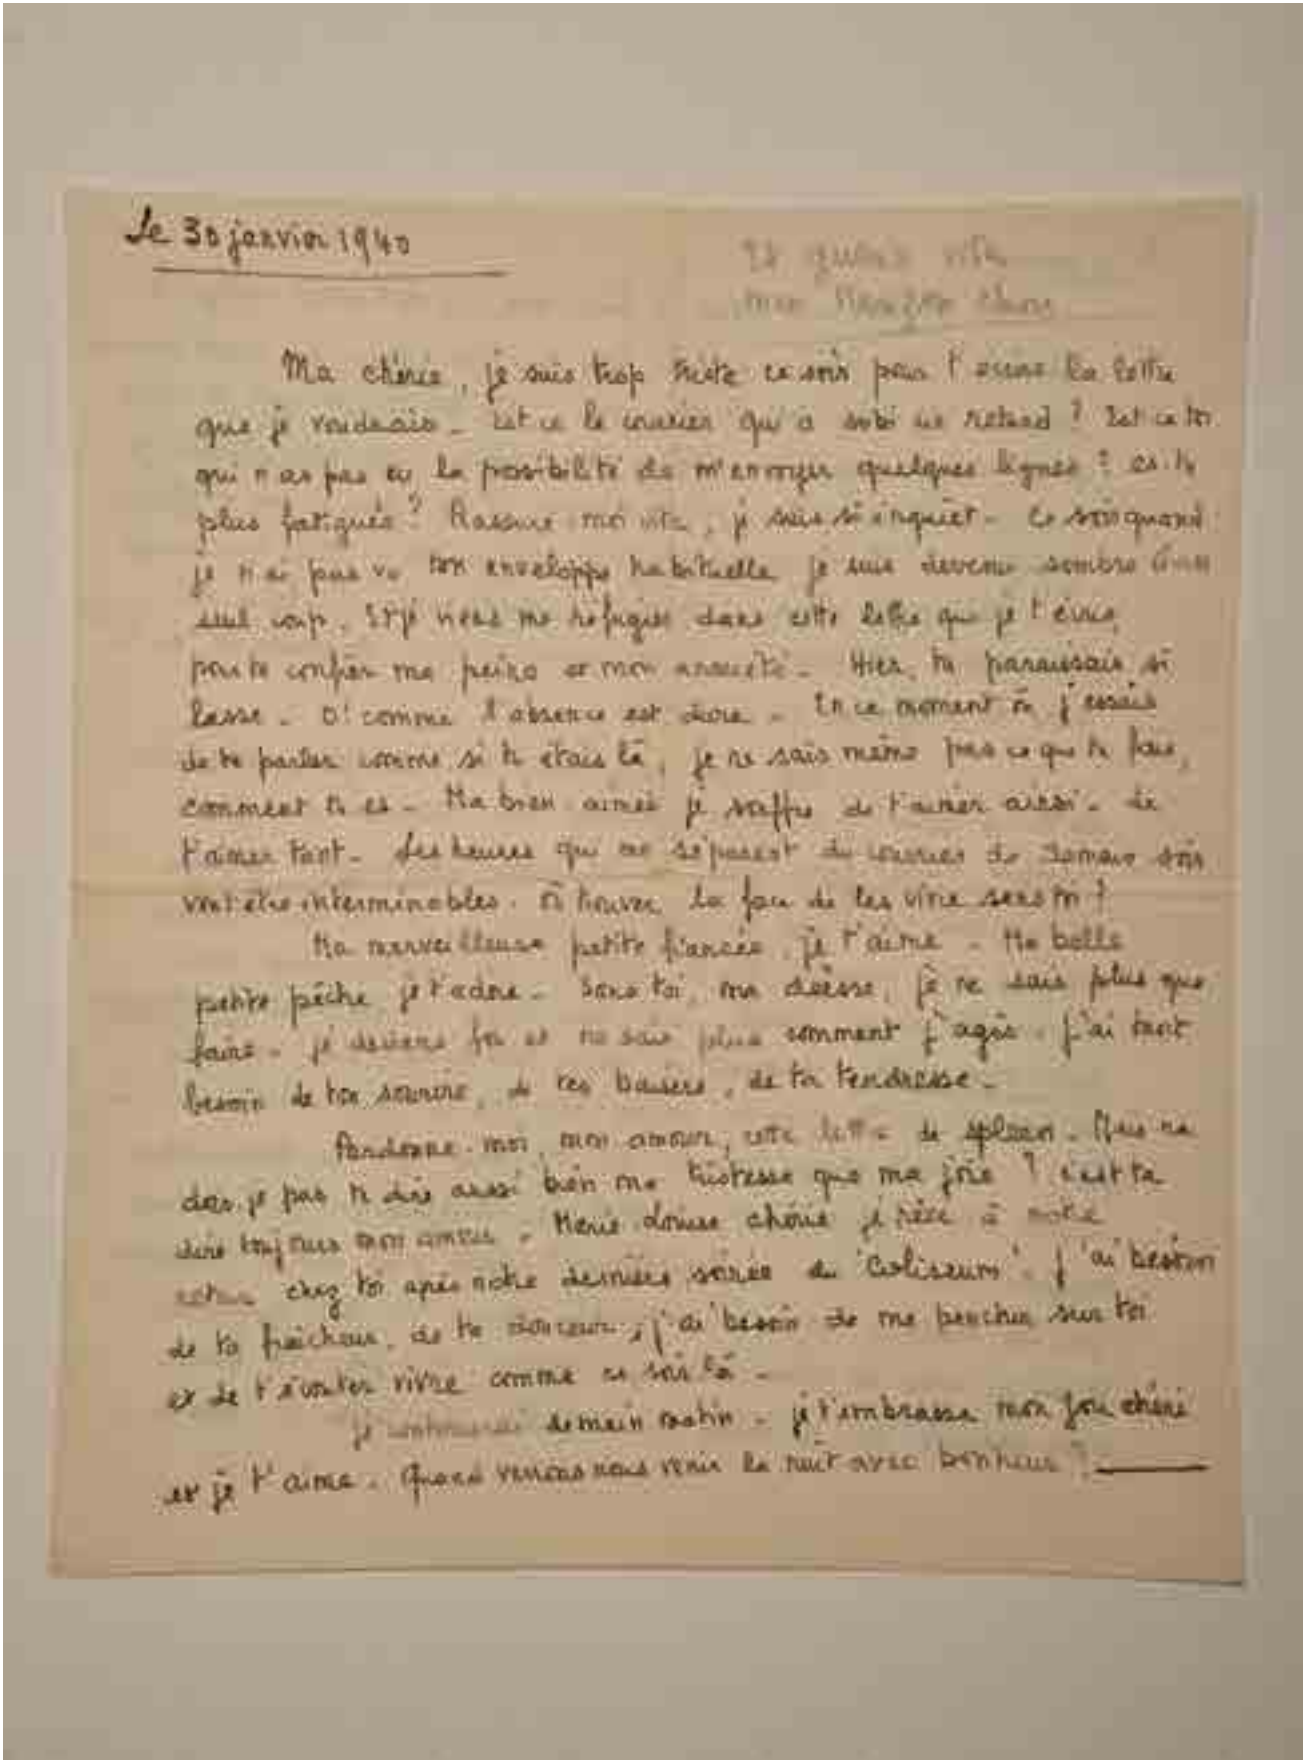 Le 30 janvier 1940
Et guéris vite
mon
Ma chérie, je suis trop triste ce soir pour t'écrire la lettre
que je voudrais - Est ce le courrier qui a subi un retard ? Est ce toi
qui n'as pas eu la possibilité de m'envoyer quelques lignes ? es-tu
plus fatiguée ? Rassure-moi vite, je suis si inquiet - Ce soir quand
je n'ai pas vu ton enveloppe habituelle je suis devenu sombre d'un
seul coup. Et je viens me réfugier dans cette lettre que je t'écris
pour te confier ma peine et mon anxiété - Hier, tu paraissais si
lasse - O! comme l'absence est dure - En ce moment où j'essaie
de te parler comme si tu étais là, je ne sais même pas ce que tu fais,
comment tu es - Ma bien aimée je souffre de t'aimer ainsi - de
t'aimer tant - Les heures qui me séparent du courrier de demain soir
vont être interminables. Où trouver la force de les vivre sans toi ?
Ma merveilleuse petite fiancée, je t'aime - Ma belle
petite pêche je t'adore - Sans toi, ma déesse, je ne sais plus que
faire - je deviens fou et ne sais plus comment j'agis - J'ai tant
besoin de ton sourire, de tes baisers, de ta tendresse -
Pardonne-moi, mon amour, cette lettre de spleen - Mais ne
dois-je pas te dire aussi bien ma tristesse que ma joie ? C'est te
dire toujours mon amour - Marie Louise chérie je rêve à notre
retour chez toi après notre dernière soirée au "Coliseum". J'ai besoin
de ta fraîcheur, de ta douceur, j'ai besoin de me pencher sur toi
et de t'écouter vivre comme ce soir là -
Je continuerai demain matin - je t'embrasse mon fou chéri
et je t'aime. Quand verrons nous venir la nuit avec bonheur ?